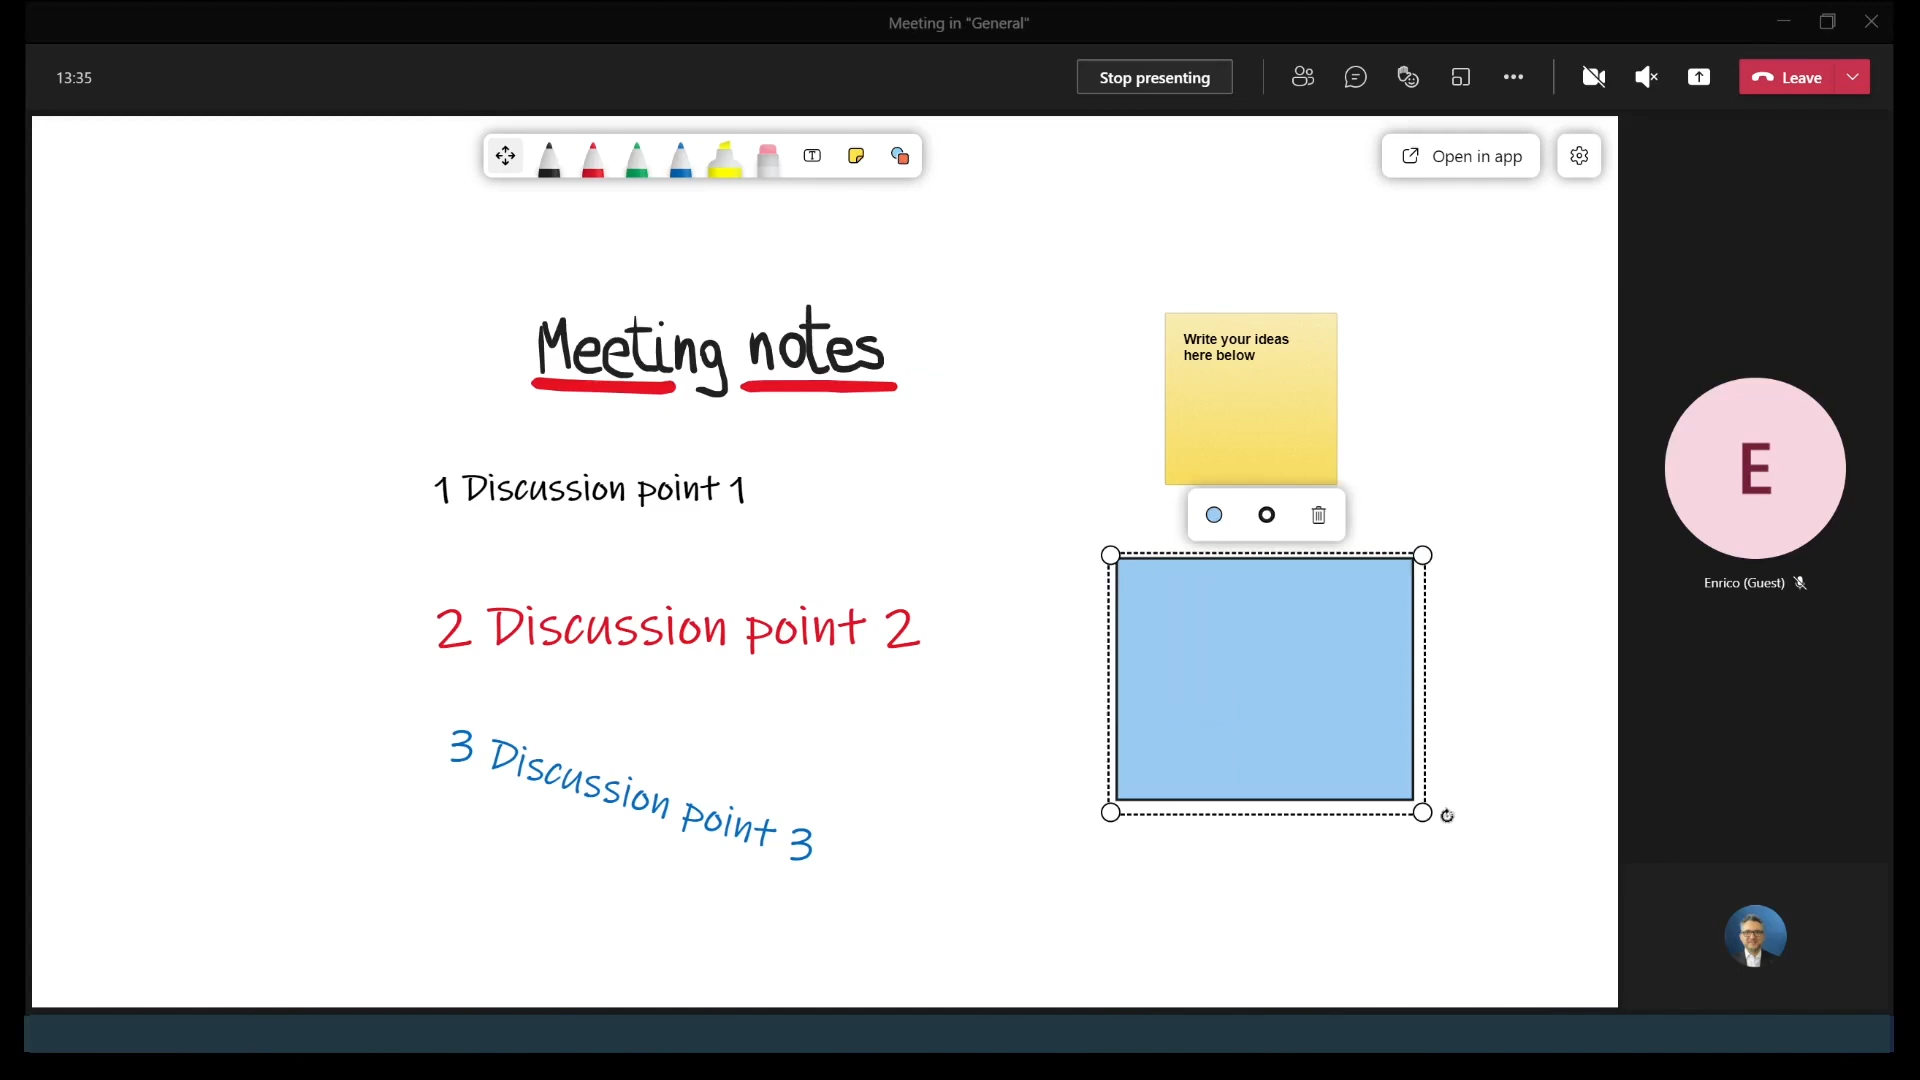 Meeting in "General"
13:35
Stop presenting
Leave
Open in app
Meeting notes
Write your ideas
here below
1 Discussion point 1
2 Discussion point 2
3 Discussion point 3
E
Enrico (Guest)